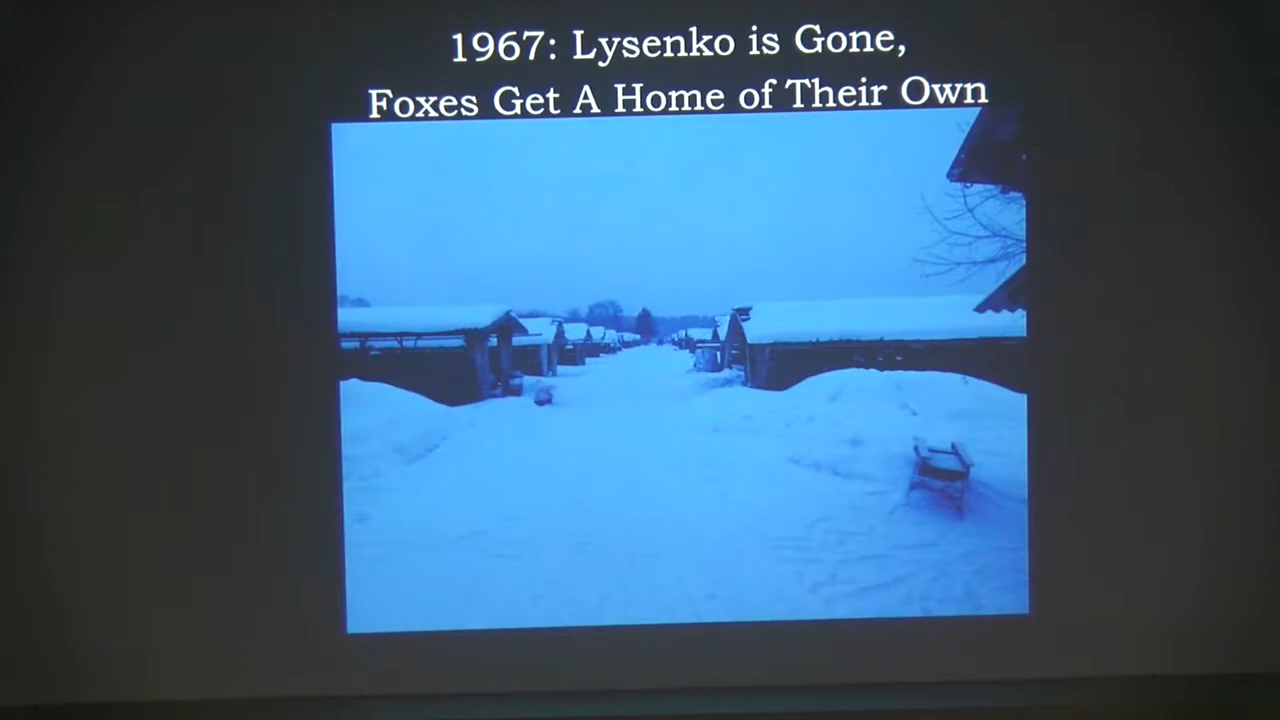 1967: Lysenko is Gone,
Foxes Get A Home of Their Own